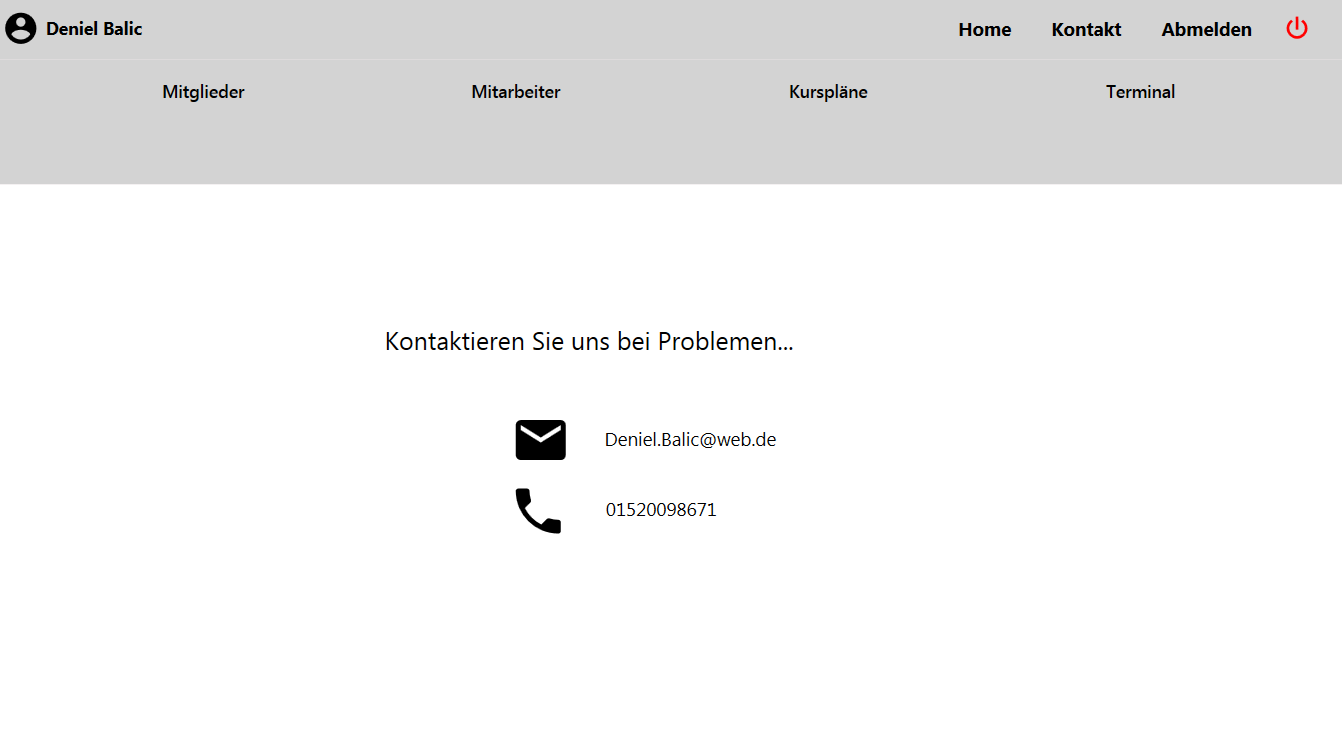 Deniel Balic Home Kontakt Abmelden
Mitglieder Mitarbeiter Kurspläne Terminal
Kontaktieren Sie uns bei Problemen...
Deniel.Balic@web.de
01520098671